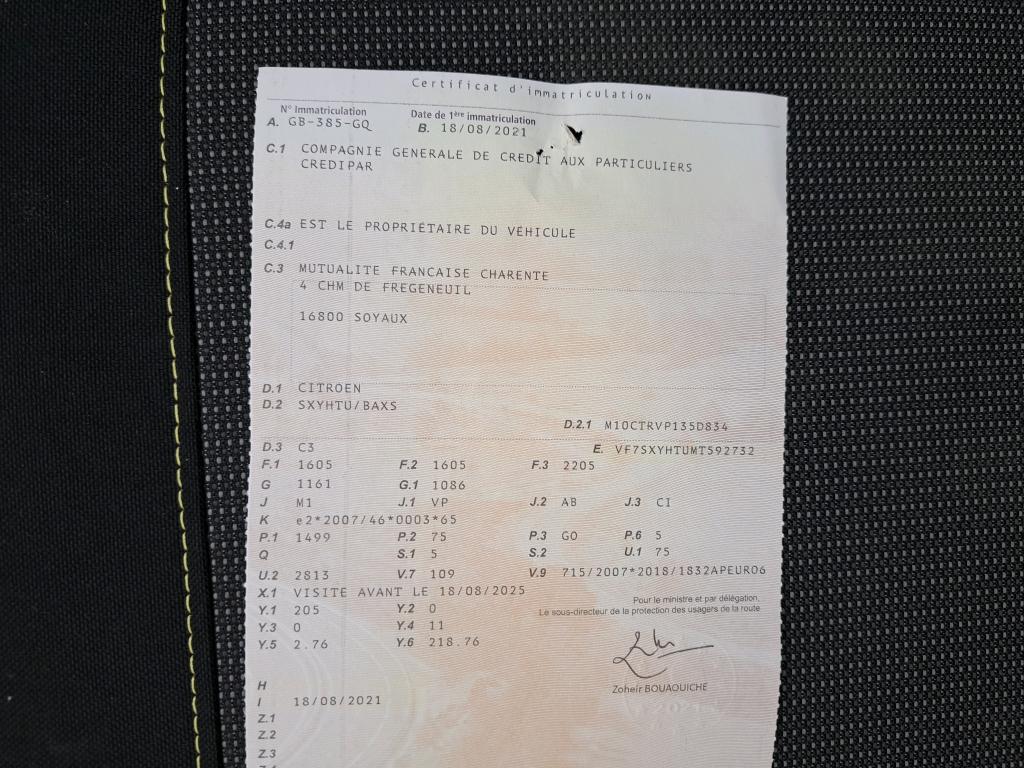 Certificat d'immatriculation
N° Immatriculation
A. GB-385-GQ
Date de 1ère immatriculation
B. 18/08/2021
C.1 COMPAGNIE GENERALE DE CREDIT AUX PARTICULIERS
CREDIPAR
C.4a EST LE PROPRIÉTAIRE DU VÉHICULE
C.4.1
C.3 MUTUALITE FRANCAISE CHARENTE
4 CHM DE FREGENEUIL
16800 SOYAUX
D.1 CITROEN
D.2 SXYHTU/BAXS
D.2.1 M10CTRVP135D834
D.3 C3 E. VF7SXYHTUMT592732
F.1 1605 F.2 1605 F.3 2205
G 1161 G.1 1086
J M1 J.1 VP J.2 AB J.3 CI
K e2*2007/46*0003*65
P.1 1499 P.2 75 P.3 GO P.6 5
Q S.1 5 S.2 U.1 75
U.2 2813 V.7 109 V.9 715/2007*2018/1832APEURO6
X.1 VISITE AVANT LE 18/08/2025
Pour le ministre et par délégation,
Le sous-directeur de la protection des usagers de la route
Y.1 205 Y.2 0
Y.3 0 Y.4 11
Y.5 2.76 Y.6 218.76
Zoheir BOUAOUICHE
H
I 18/08/2021
Z.1
Z.2
Z.3